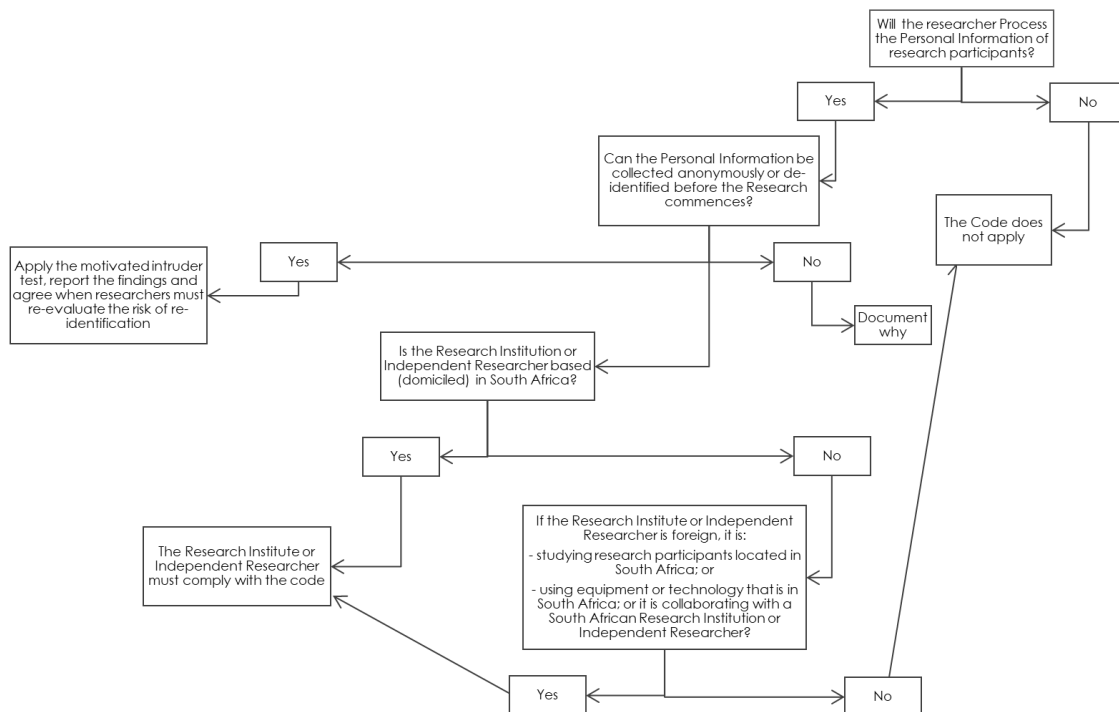 Will the researcher Process
the Personal Information of
research participants?
Yes
No
Can the Personal Information be
collected anonymously or de-
identified before the Research
commences?
The Code does
not apply
Yes
No
Apply the motivated intruder
test, report the findings and
agree when researchers must
re-evaluate the risk of re-
identification
Document
why
Is the Research Institution or
Independent Researcher based
(domiciled) in South Africa?
Yes
No
If the Research Institute or Independent
Researcher is foreign, it is:
- studying research participants located in
South Africa; or
- using equipment or technology that is in
South Africa; or it is collaborating with a
South African Research Institution or
Independent Researcher?
The Research Institute or
Independent Researcher
must comply with the code
Yes
No